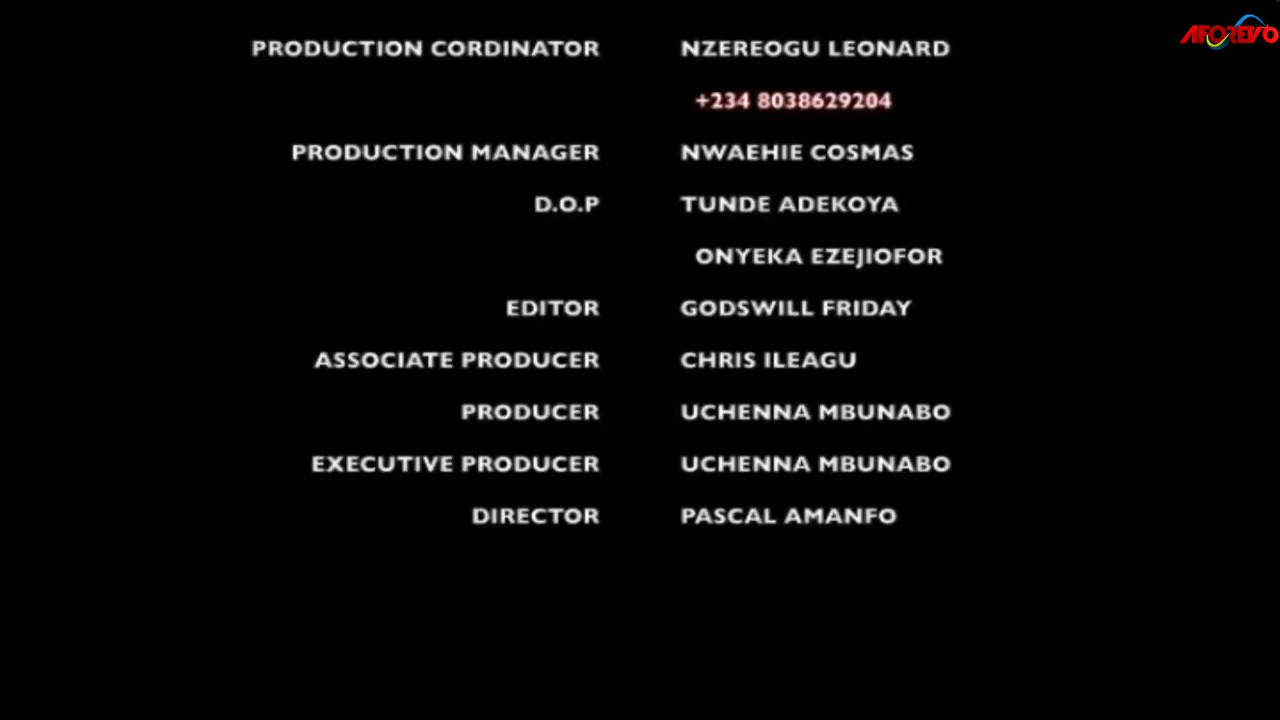 AFOREVO
PRODUCTION CORDINATOR NZEREOGU LEONARD
+234 8038629204
PRODUCTION MANAGER NWAEHIE COSMAS
D.O.P TUNDE ADEKOYA
ONYEKA EZEJIOFOR
EDITOR GODSWILL FRIDAY
ASSOCIATE PRODUCER CHRIS ILEAGU
PRODUCER UCHENNA MBUNABO
EXECUTIVE PRODUCER UCHENNA MBUNABO
DIRECTOR PASCAL AMANFO